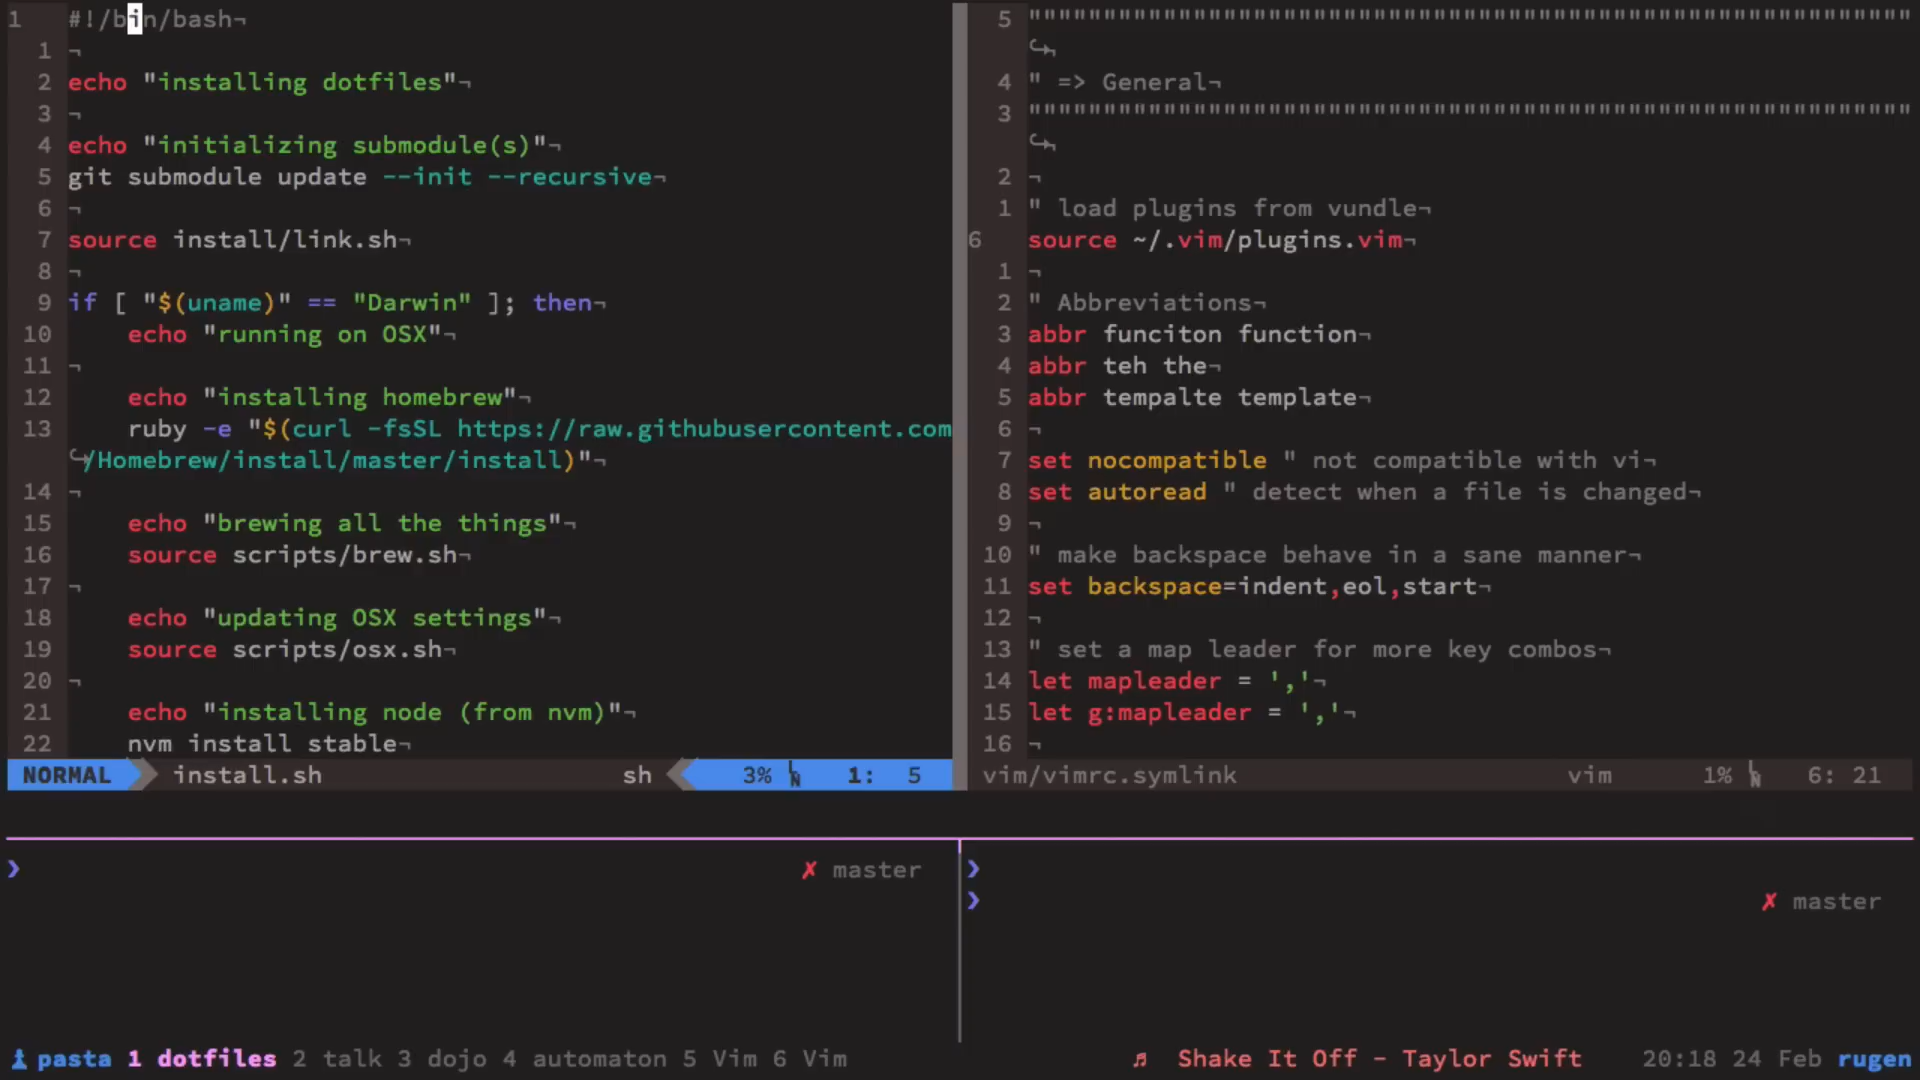 1 #!/bin/bash¬
1 ¬
2 echo "installing dotfiles"¬
3 ¬
4 echo "initializing submodule(s)"¬
5 git submodule update --init --recursive¬
6 ¬
7 source install/link.sh¬
8 ¬
9 if [ "$(uname)" == "Darwin" ]; then¬
10 echo "running on OSX"¬
11 ¬
12 echo "installing homebrew"¬
13 ruby -e "$(curl -fsSL https://raw.githubusercontent.com
↪/Homebrew/install/master/install)"¬
14 ¬
15 echo "brewing all the things"¬
16 source scripts/brew.sh¬
17 ¬
18 echo "updating OSX settings"¬
19 source scripts/osx.sh¬
20 ¬
21 echo "installing node (from nvm)"¬
22 nvm install stable¬
NORMAL install.sh sh 3% 1: 5
5 """""""""""""""""""""""""""""""""""""""""""""""""""""""""""
↪¬
4 " => General¬
3 """""""""""""""""""""""""""""""""""""""""""""""""""""""""""
↪¬
2 ¬
1 " load plugins from vundle¬
6 source ~/.vim/plugins.vim¬
1 ¬
2 " Abbreviations¬
3 abbr funciton function¬
4 abbr teh the¬
5 abbr tempalte template¬
6 ¬
7 set nocompatible " not compatible with vi¬
8 set autoread " detect when a file is changed¬
9 ¬
10 " make backspace behave in a sane manner¬
11 set backspace=indent,eol,start¬
12 ¬
13 " set a map leader for more key combos¬
14 let mapleader = ','¬
15 let g:mapleader = ','¬
16 ¬
vim/vimrc.symlink vim 1% 6: 21
❯ ✗ master
❯
❯ ✗ master
pasta 1 dotfiles 2 talk 3 dojo 4 automaton 5 Vim 6 Vim ♬ Shake It Off - Taylor Swift 20:18 24 Feb rugen